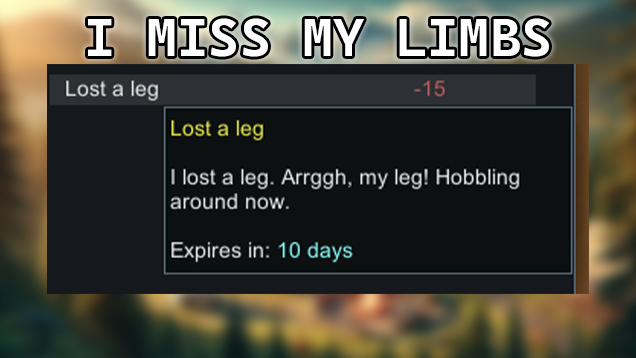 I MISS MY LIMBS
Lost a leg -15
Lost a leg
I lost a leg. Arrggh, my leg! Hobbling
around now.
Expires in: 10 days